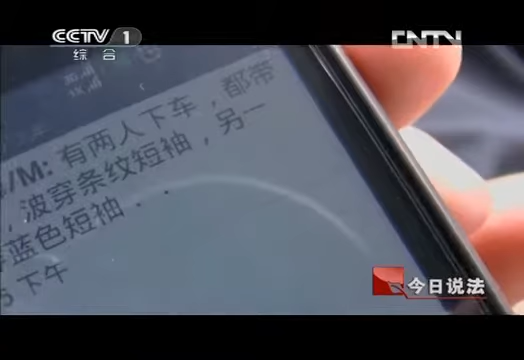 CCTV 1
综合
CNTV
/M: 有两人下车，都带
，波穿条纹短袖，另一
蓝色短袖..
下午
今日说法